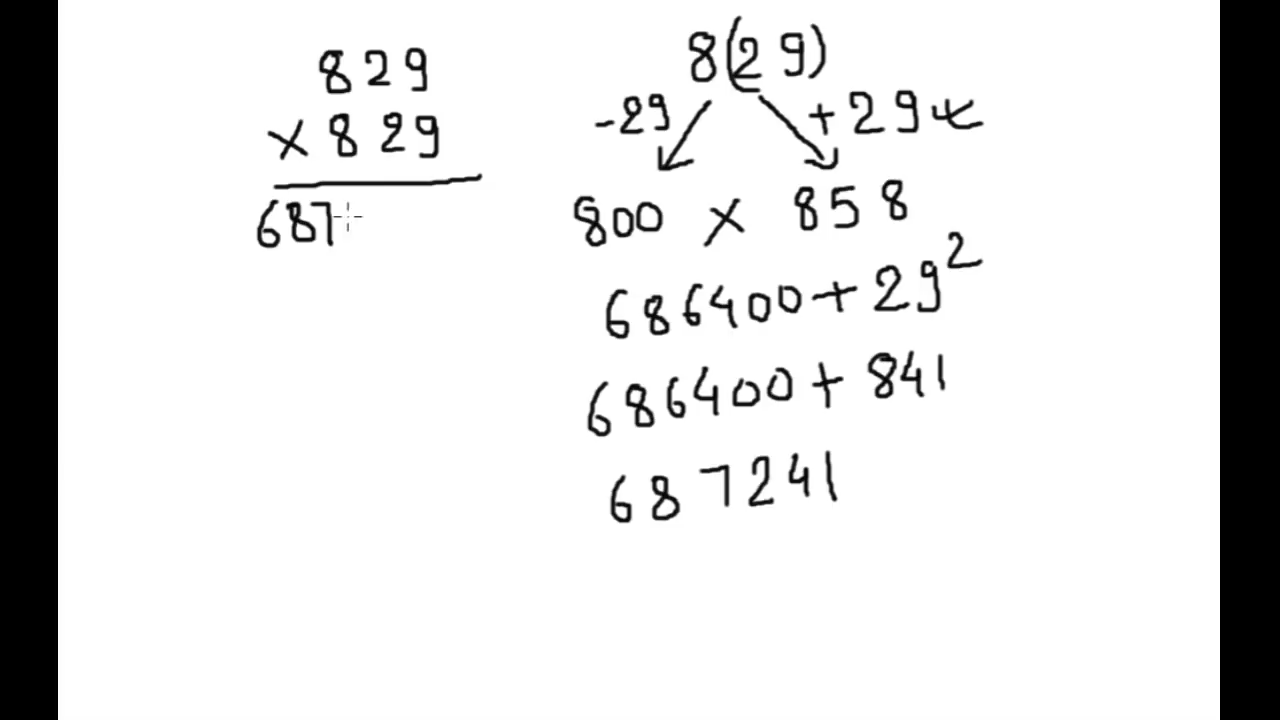 829
× 829
687
8(29)
-29 +29
800 × 858
686400 + 29²
686400 + 841
687241